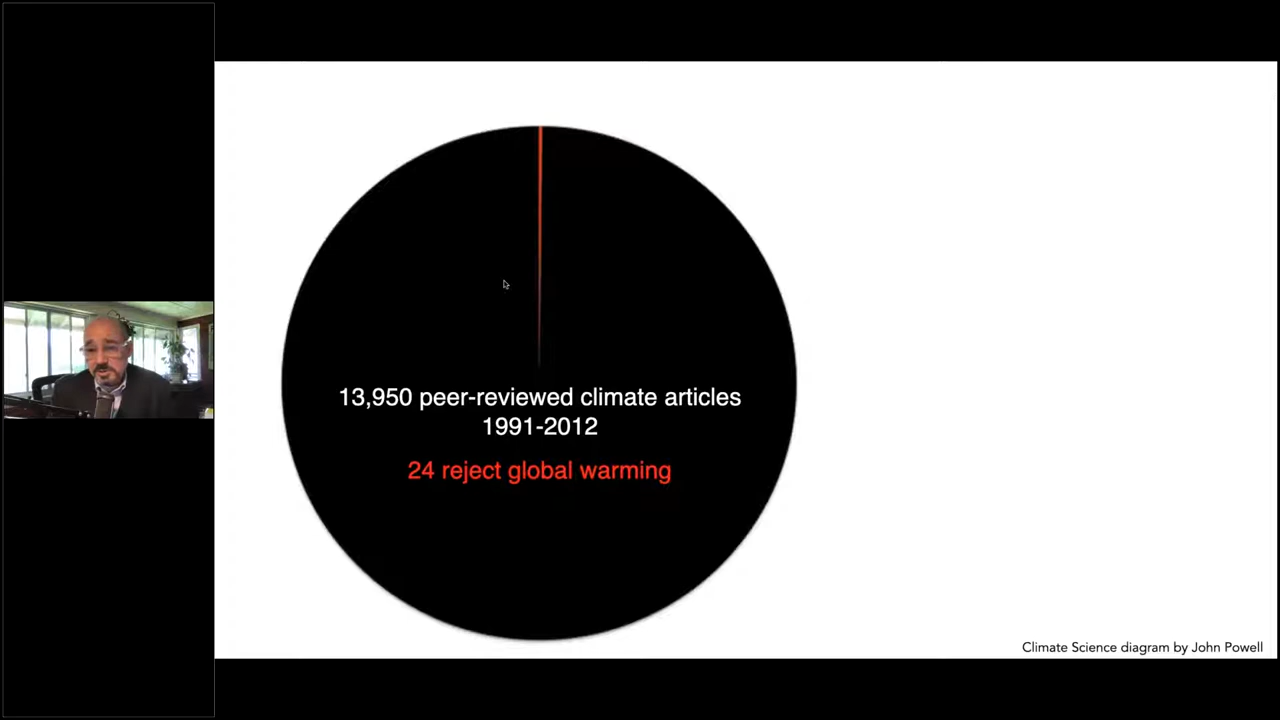 13,950 peer-reviewed climate articles
1991-2012
24 reject global warming
Climate Science diagram by John Powell